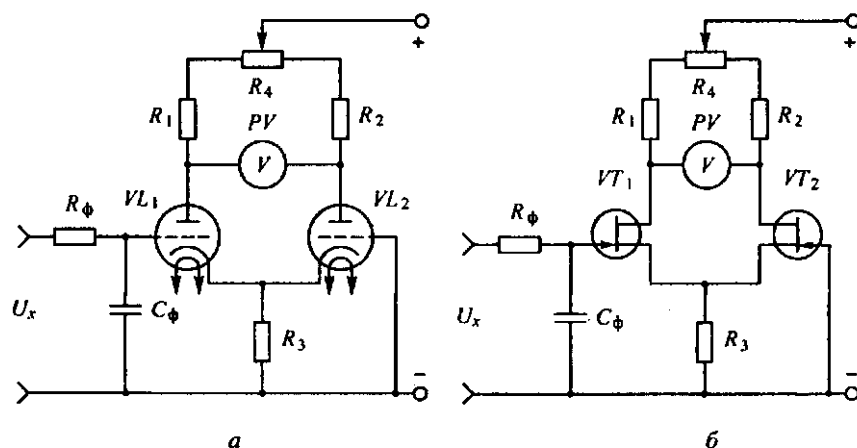 + +
R4 R4
R1 PV R2 R1 PV R2
V V
VL1 VL2 VT1 VT2
Rф Rф
Ux Cф R3 Ux Cф R3
− −
а б